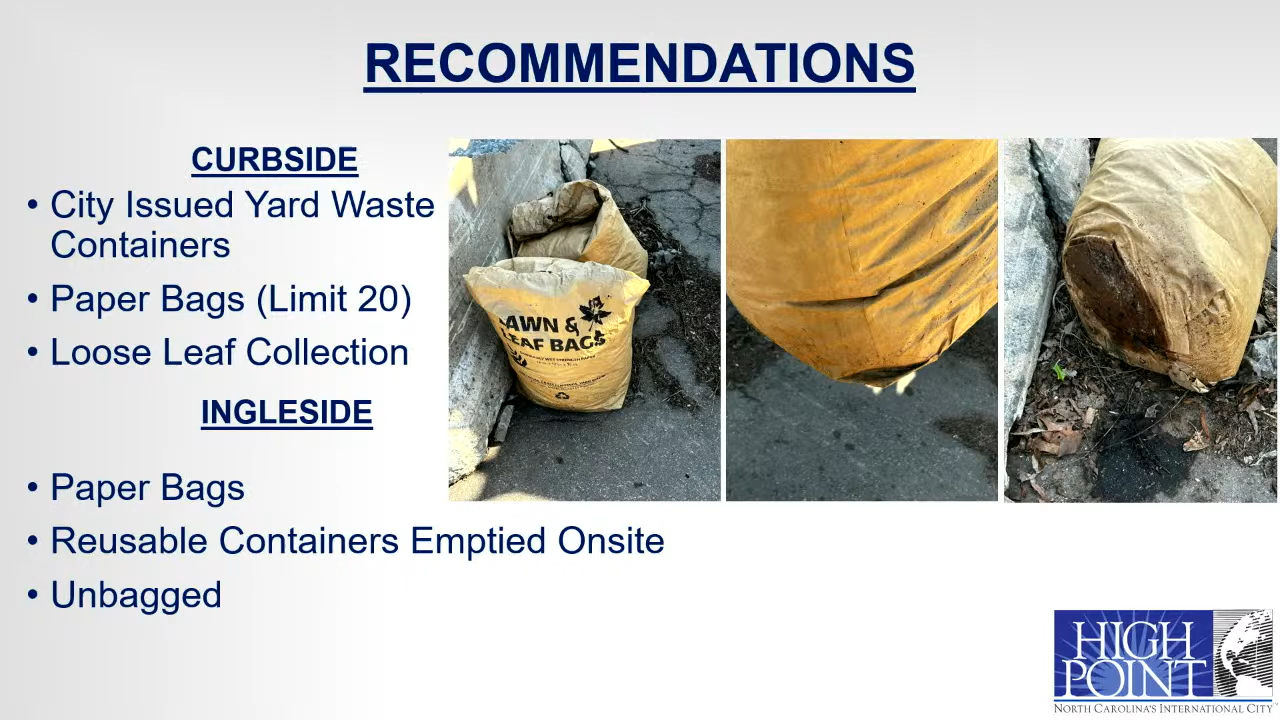 RECOMMENDATIONS
CURBSIDE
• City Issued Yard Waste
Containers
• Paper Bags (Limit 20)
• Loose Leaf Collection
INGLESIDE
• Paper Bags
• Reusable Containers Emptied Onsite
• Unbagged
AWN &
EAF BAGS
HIGH
POINT
NORTH CAROLINA'S INTERNATIONAL CITY